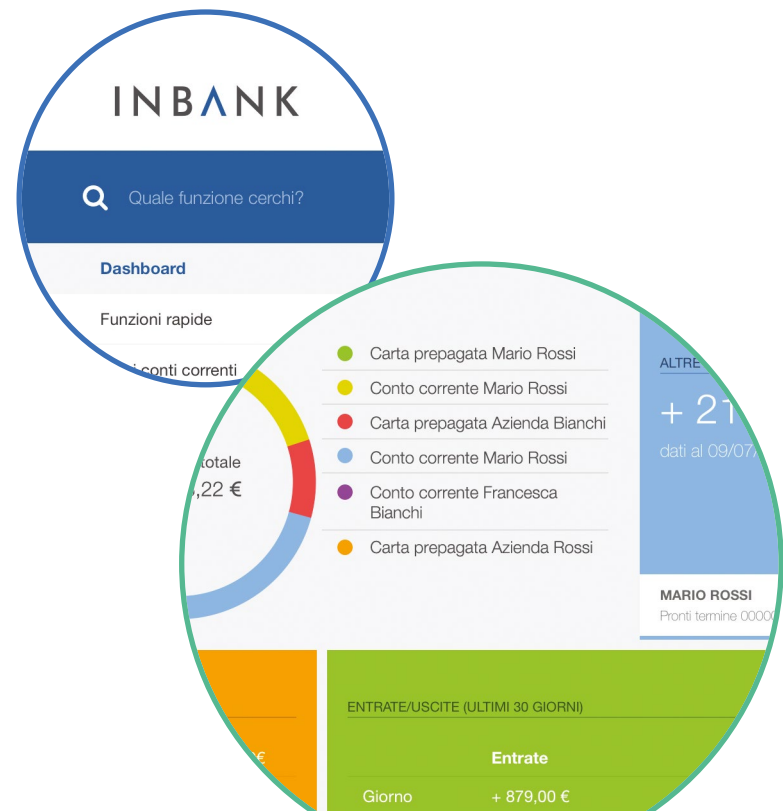 INBANK
Quale funzione cerchi?
Dashboard
Funzioni rapide
conti correnti
Carta prepagata Mario Rossi
Conto corrente Mario Rossi
Carta prepagata Azienda Bianchi
Conto corrente Mario Rossi
Conto corrente Francesca
Bianchi
Carta prepagata Azienda Rossi
totale
,22 €
ALTRE
+ 21
dati al 09/07/
MARIO ROSSI
Pronti termine 0000
€
ENTRATE/USCITE (ULTIMI 30 GIORNI)
Entrate
Giorno + 879,00 €